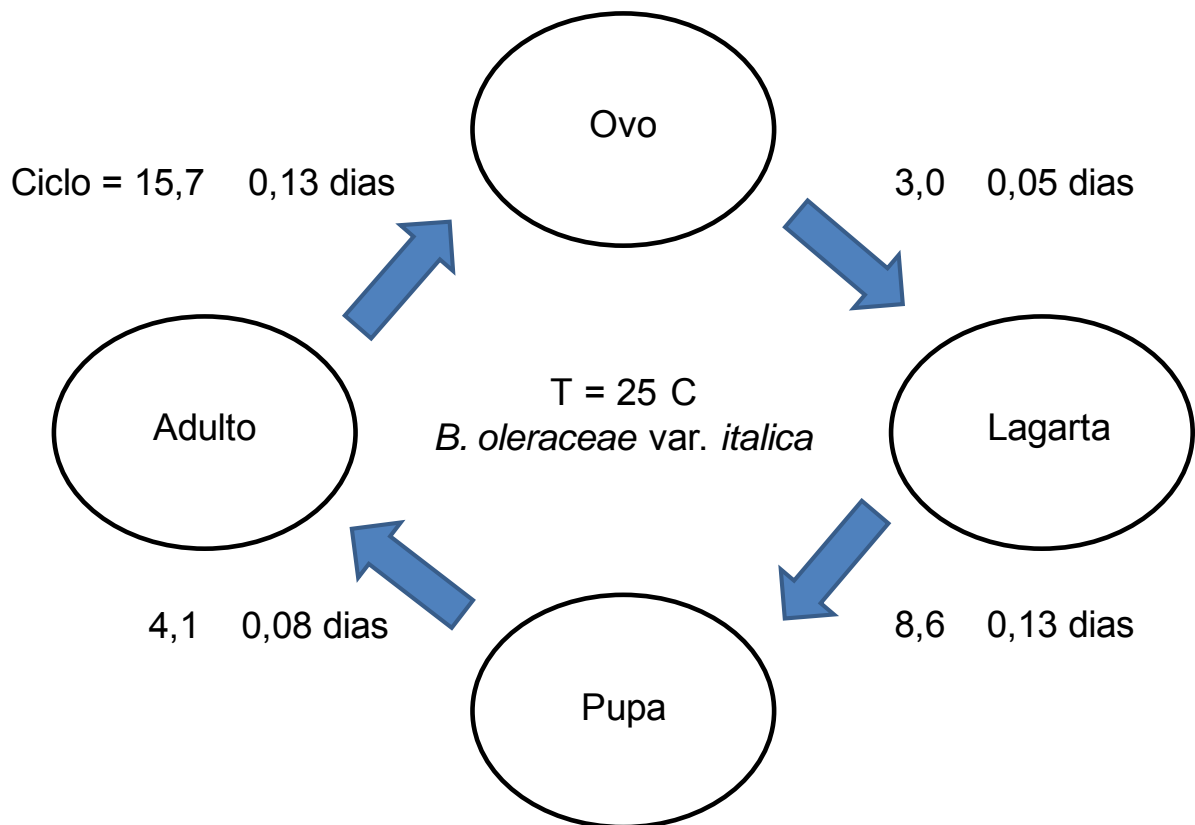 Ovo
Ciclo = 15,7 0,13 dias
3,0 0,05 dias
Adulto
T = 25 C
B. oleraceae var. italica
Lagarta
4,1 0,08 dias
8,6 0,13 dias
Pupa